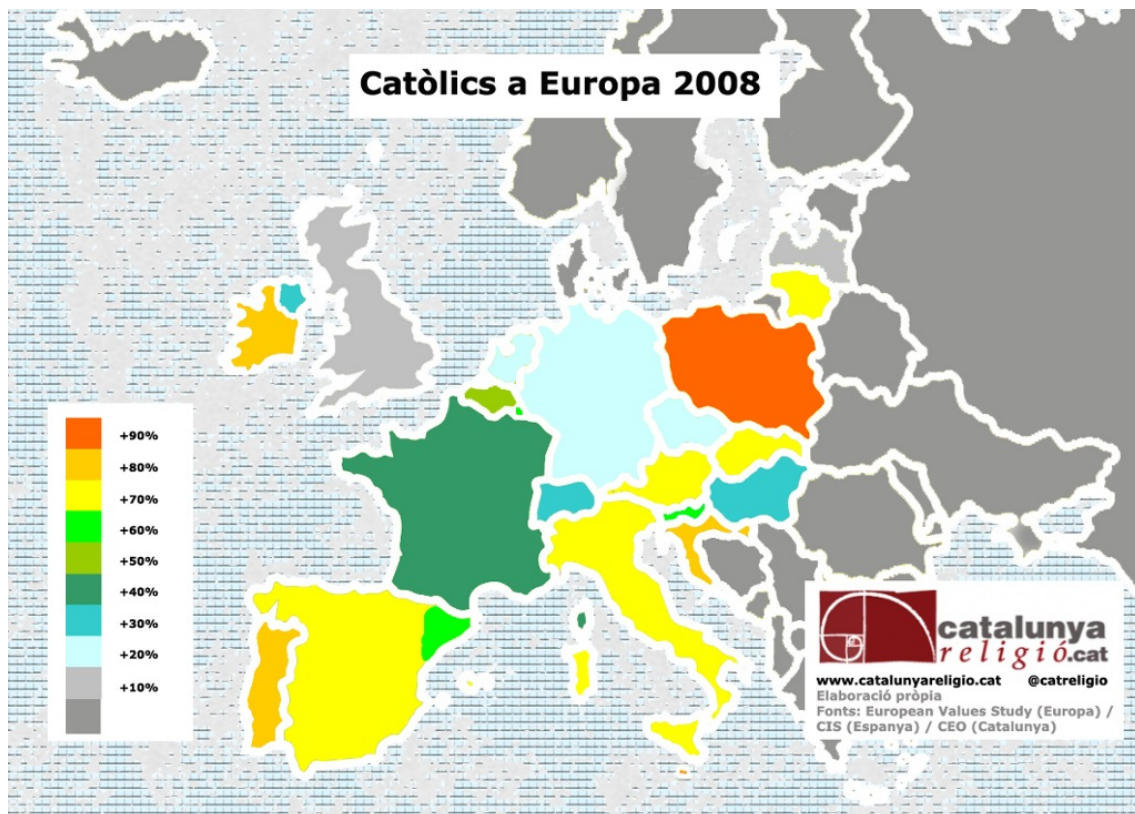 Catòlics a Europa 2008
+90%
+80%
+70%
+60%
+50%
+40%
+30%
+20%
+10%
catalunya
religió.cat
www.catalunyareligio.cat @catreligio
Elaboració pròpia
Fonts: European Values Study (Europa) /
CIS (Espanya) / CEO (Catalunya)